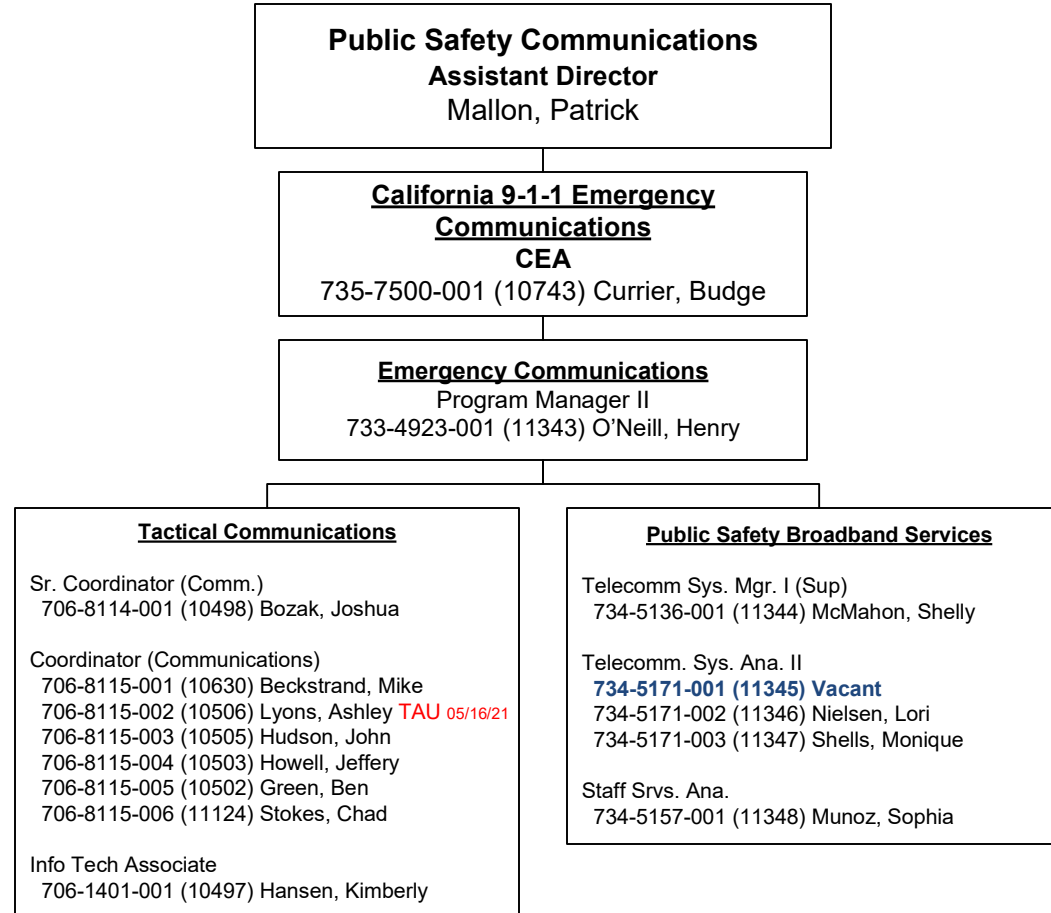 Public Safety Communications
Assistant Director
Mallon, Patrick
California 9-1-1 Emergency
Communications
CEA
735-7500-001 (10743) Currier, Budge
Emergency Communications
Program Manager II
733-4923-001 (11343) O’Neill, Henry
Tactical Communications
Sr. Coordinator (Comm.)
706-8114-001 (10498) Bozak, Joshua
Coordinator (Communications)
706-8115-001 (10630) Beckstrand, Mike
706-8115-002 (10506) Lyons, Ashley TAU 05/16/21
706-8115-003 (10505) Hudson, John
706-8115-004 (10503) Howell, Jeffery
706-8115-005 (10502) Green, Ben
706-8115-006 (11124) Stokes, Chad
Info Tech Associate
706-1401-001 (10497) Hansen, Kimberly
Public Safety Broadband Services
Telecomm Sys. Mgr. I (Sup)
734-5136-001 (11344) McMahon, Shelly
Telecomm. Sys. Ana. II
734-5171-001 (11345) Vacant
734-5171-002 (11346) Nielsen, Lori
734-5171-003 (11347) Shells, Monique
Staff Srvs. Ana.
734-5157-001 (11348) Munoz, Sophia